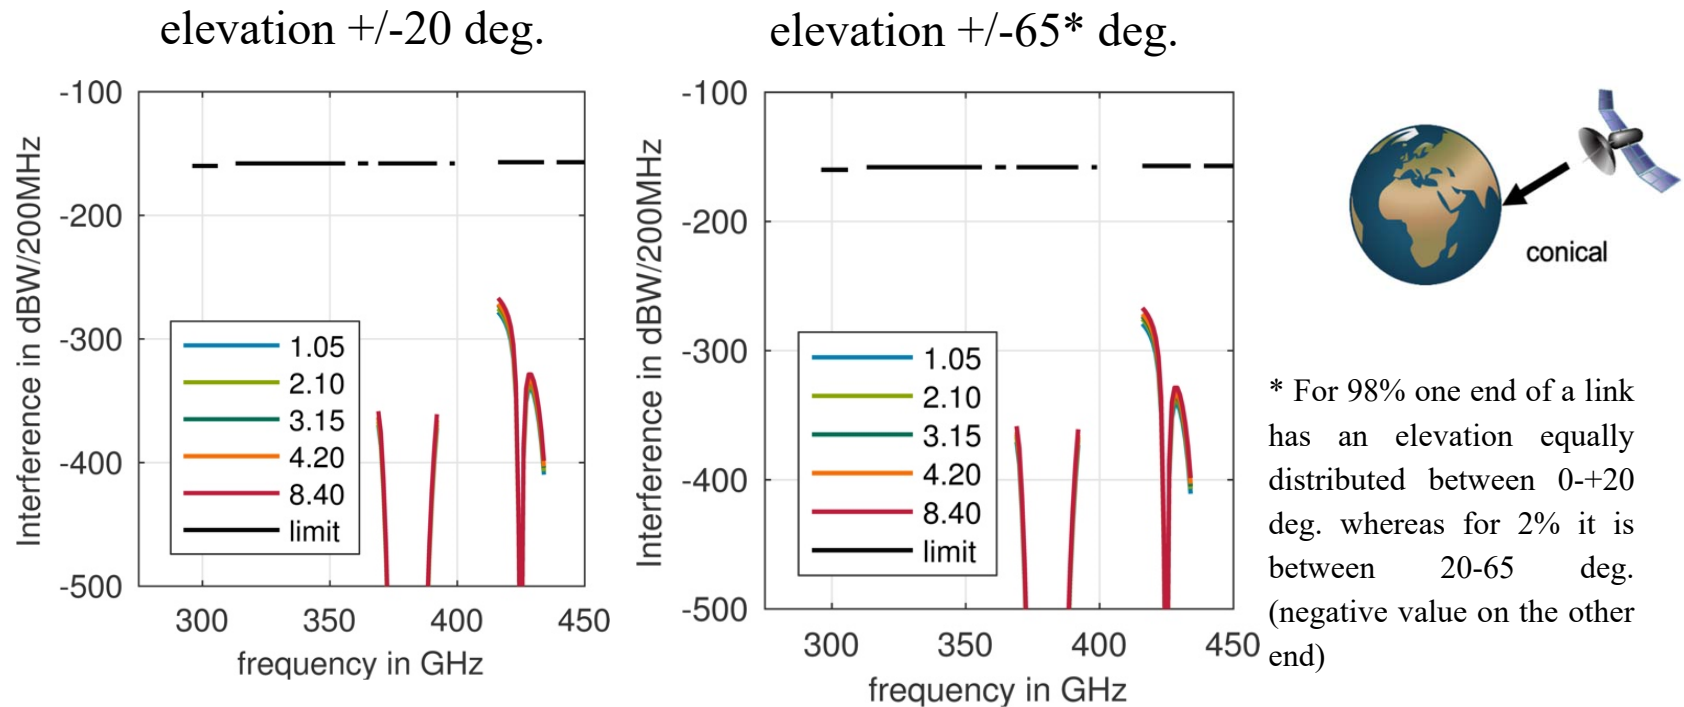 elevation +/-20 deg.
elevation +/-65* deg.
Interference in dBW/200MHz
-100
-200
-300
-400
-500
1.05
2.10
3.15
4.20
8.40
limit
300
350
400
450
frequency in GHz
Interference in dBW/200MHz
-100
-200
-300
-400
-500
1.05
2.10
3.15
4.20
8.40
limit
300
350
400
450
frequency in GHz
conical
* For 98% one end of a link
has an elevation equally
distributed between 0-+20
deg. whereas for 2% it is
between 20-65 deg.
(negative value on the other
end)